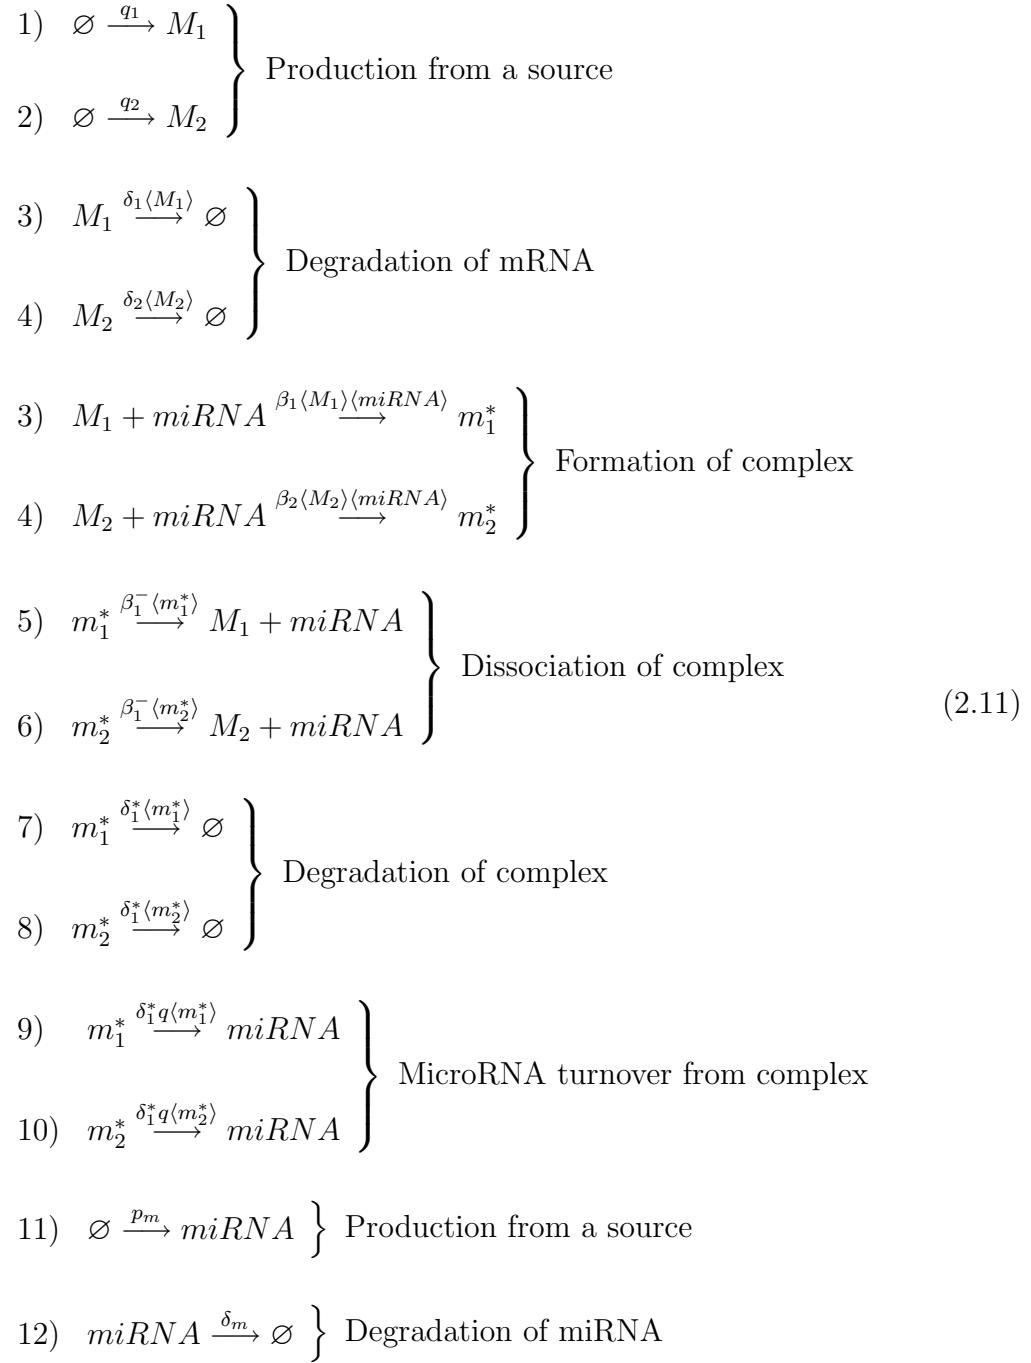 1) ∅ —q₁→ M₁
Production from a source
2) ∅ —q₂→ M₂
3) M₁ —δ₁⟨M₁⟩→ ∅
Degradation of mRNA
4) M₂ —δ₂⟨M₂⟩→ ∅
3) M₁ + miRNA —β₁⟨M₁⟩⟨miRNA⟩→ m₁*
Formation of complex
4) M₂ + miRNA —β₂⟨M₂⟩⟨miRNA⟩→ m₂*
5) m₁* —β₁⁻⟨m₁*⟩→ M₁ + miRNA
Dissociation of complex
(2.11)
6) m₂* —β₁⁻⟨m₂*⟩→ M₂ + miRNA
7) m₁* —δ₁*⟨m₁*⟩→ ∅
Degradation of complex
8) m₂* —δ₁*⟨m₂*⟩→ ∅
9) m₁* —δ₁*q⟨m₁*⟩→ miRNA
MicroRNA turnover from complex
10) m₂* —δ₁*q⟨m₂*⟩→ miRNA
11) ∅ —pₘ→ miRNA } Production from a source
12) miRNA —δₘ→ ∅ } Degradation of miRNA